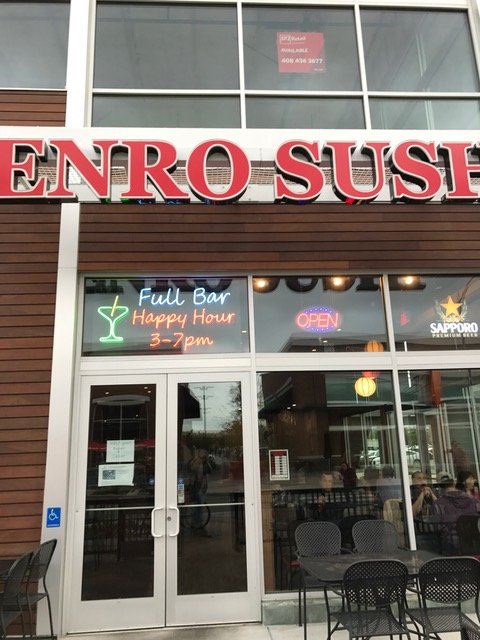 AVAILABLE
408 436 3677
ENRO SUSH
Full Bar
Happy Hour
3-7pm
OPEN
SAPPORO
PREMIUM BEER